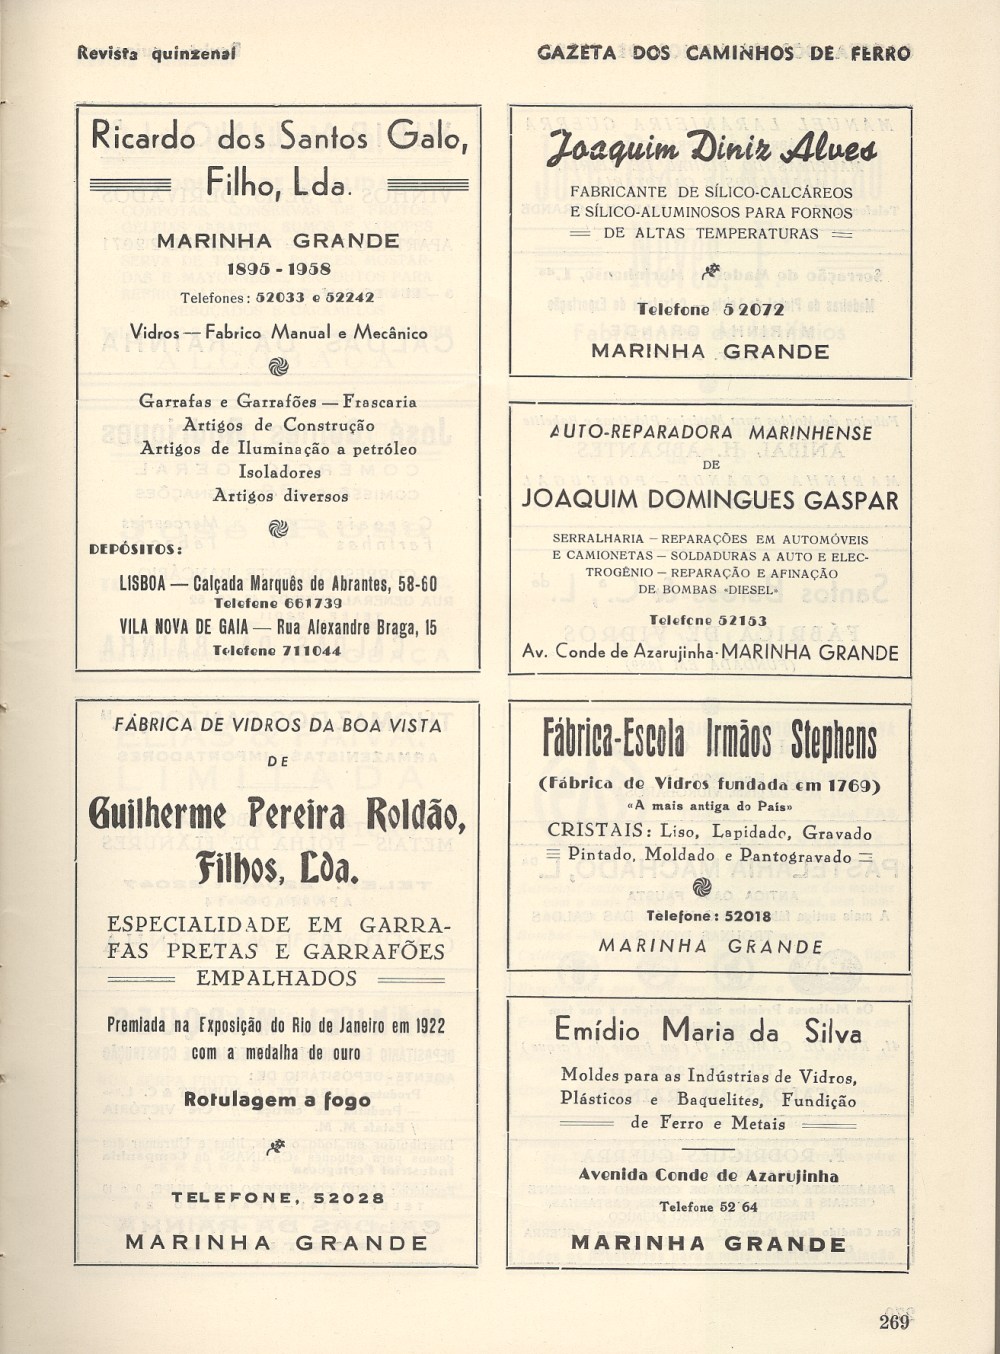 Revista quinzenal
GAZETA DOS CAMINHOS DE FERRO
Ricardo dos Santos Galo,
Filho, Lda.
MARINHA GRANDE
1895 - 1958
Telefones: 52033 e 52242
Vidros — Fabrico Manual e Mecânico
Garrafas e Garrafões — Frascaria
Artigos de Construção
Artigos de Iluminação a petróleo
Isoladores
Artigos diversos
DEPÓSITOS:
LISBOA — Calçada Marquês de Abrantes, 58-60
Telefone 661739
VILA NOVA DE GAIA — Rua Alexandre Braga, 15
Telefone 711044
FÁBRICA DE VIDROS DA BOA VISTA
DE
Guilherme Pereira Roldão,
Filhos, Lda.
ESPECIALIDADE EM GARRA-
FAS PRETAS E GARRAFÕES
EMPALHADOS
Premiada na Exposição do Rio de Janeiro em 1922
com a medalha de ouro
Rotulagem a fogo
TELEFONE, 52028
MARINHA GRANDE
Joaquim Diniz Alves
FABRICANTE DE SÍLICO-CALCÁREOS
E SÍLICO-ALUMINOSOS PARA FORNOS
DE ALTAS TEMPERATURAS
Telefone 52072
MARINHA GRANDE
AUTO-REPARADORA MARINHENSE
DE
JOAQUIM DOMINGUES GASPAR
SERRALHARIA — REPARAÇÕES EM AUTOMÓVEIS
E CAMIONETAS — SOLDADURAS A AUTO E ELEC-
TROGÊNIO — REPARAÇÃO E AFINAÇÃO
DE BOMBAS «DIESEL»
Telefone 52153
Av. Conde de Azarujinha - MARINHA GRANDE
Fábrica-Escola Irmãos Stephens
(Fábrica de Vidros fundada em 1769)
«A mais antiga do País»
CRISTAIS: Liso, Lapidado, Gravado
Pintado, Moldado e Pantogravado
Telefone: 52018
MARINHA GRANDE
Emídio Maria da Silva
Moldes para as Indústrias de Vidros,
Plásticos e Baquelites, Fundição
de Ferro e Metais
Avenida Conde de Azarujinha
Telefone 52 64
MARINHA GRANDE
269